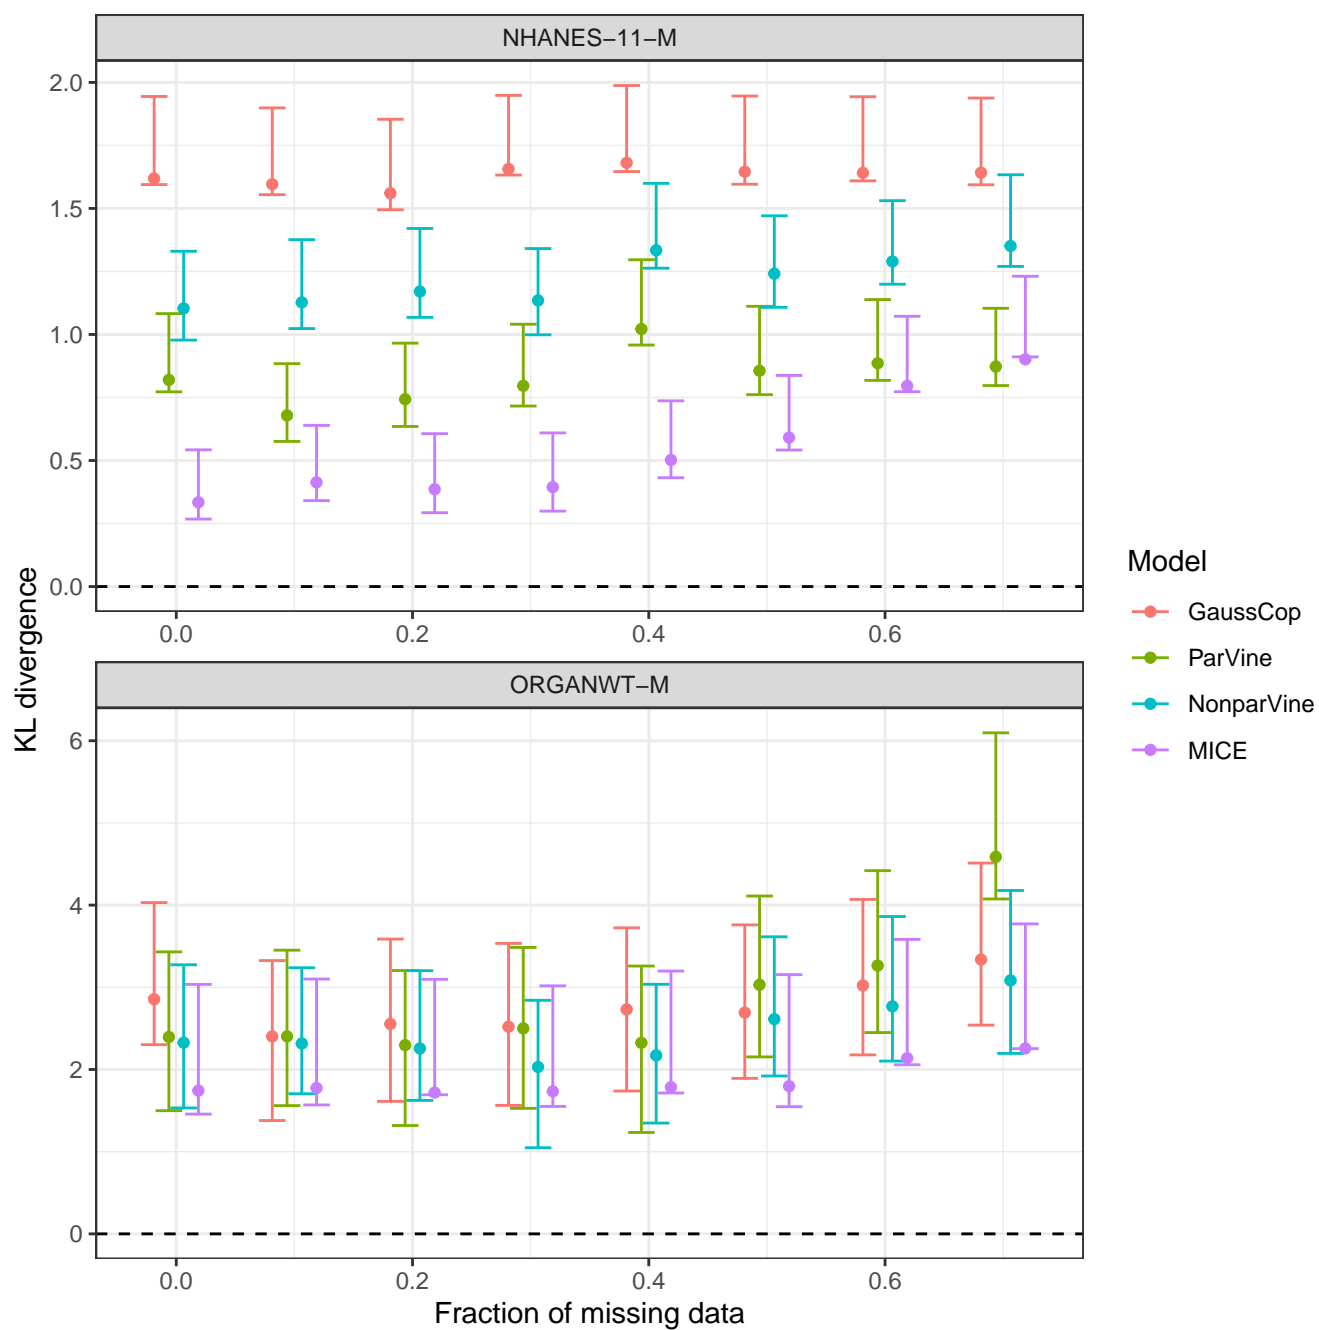 NHANES−11−M
2.0
1.5
1.0
0.5
0.0
0.0 0.2 0.4 0.6
KL divergence
ORGANWT−M
6
4
2
0
0.0 0.2 0.4 0.6
Fraction of missing data
Model
GaussCop
ParVine
NonparVine
MICE